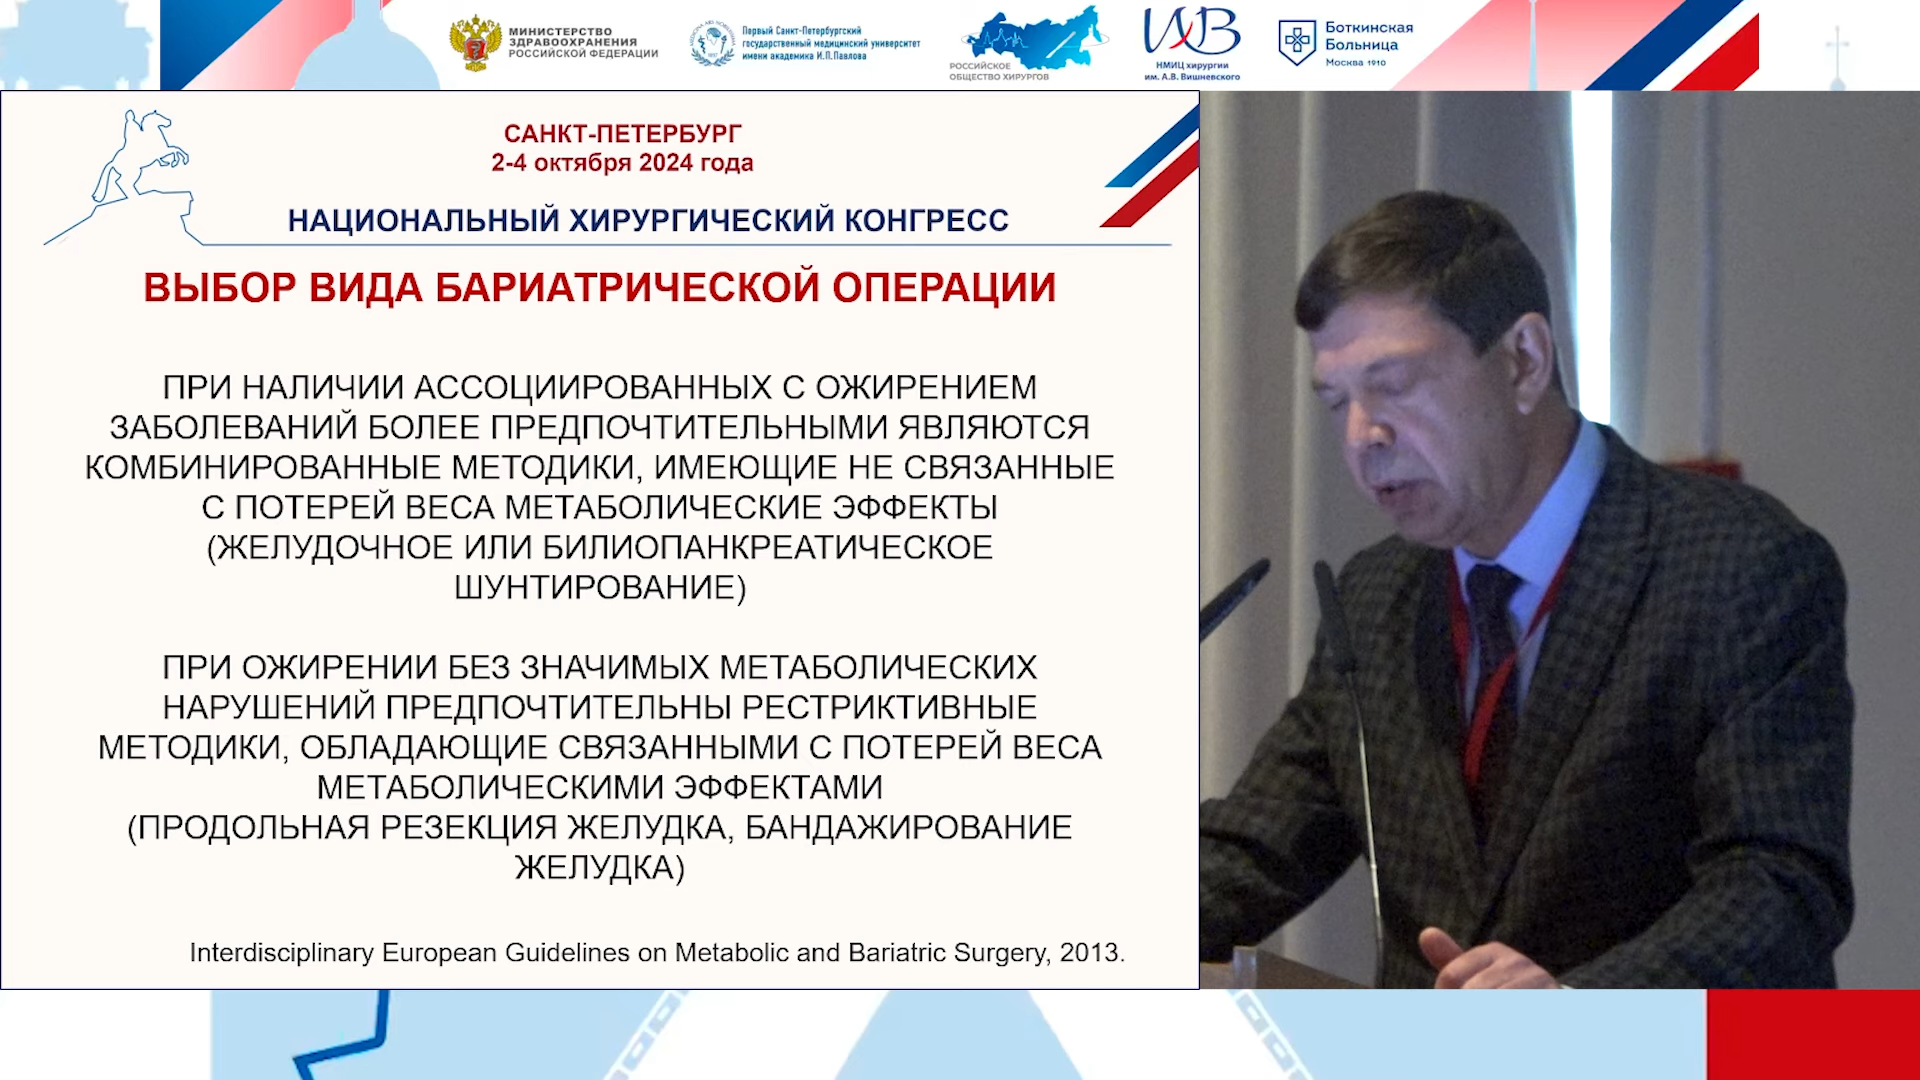 МИНИСТЕРСТВО
ЗДРАВООХРАНЕНИЯ
РОССИЙСКОЙ ФЕДЕРАЦИИ
Первый Санкт-Петербургский
государственный медицинский университет
имени академика И.П.Павлова
РОССИЙСКОЕ
ОБЩЕСТВО ХИРУРГОВ
НМИЦ хирургии
им. А.В. Вишневского
Боткинская
Больница
Москва 1910
САНКТ-ПЕТЕРБУРГ
2-4 октября 2024 года
НАЦИОНАЛЬНЫЙ ХИРУРГИЧЕСКИЙ КОНГРЕСС
ВЫБОР ВИДА БАРИАТРИЧЕСКОЙ ОПЕРАЦИИ
ПРИ НАЛИЧИИ АССОЦИИРОВАННЫХ С ОЖИРЕНИЕМ
ЗАБОЛЕВАНИЙ БОЛЕЕ ПРЕДПОЧТИТЕЛЬНЫМИ ЯВЛЯЮТСЯ
КОМБИНИРОВАННЫЕ МЕТОДИКИ, ИМЕЮЩИЕ НЕ СВЯЗАННЫЕ
С ПОТЕРЕЙ ВЕСА МЕТАБОЛИЧЕСКИЕ ЭФФЕКТЫ
(ЖЕЛУДОЧНОЕ ИЛИ БИЛИОПАНКРЕАТИЧЕСКОЕ
ШУНТИРОВАНИЕ)
ПРИ ОЖИРЕНИИ БЕЗ ЗНАЧИМЫХ МЕТАБОЛИЧЕСКИХ
НАРУШЕНИЙ ПРЕДПОЧТИТЕЛЬНЫ РЕСТРИКТИВНЫЕ
МЕТОДИКИ, ОБЛАДАЮЩИЕ СВЯЗАННЫМИ С ПОТЕРЕЙ ВЕСА
МЕТАБОЛИЧЕСКИМИ ЭФФЕКТАМИ
(ПРОДОЛЬНАЯ РЕЗЕКЦИЯ ЖЕЛУДКА, БАНДАЖИРОВАНИЕ
ЖЕЛУДКА)
Interdisciplinary European Guidelines on Metabolic and Bariatric Surgery, 2013.